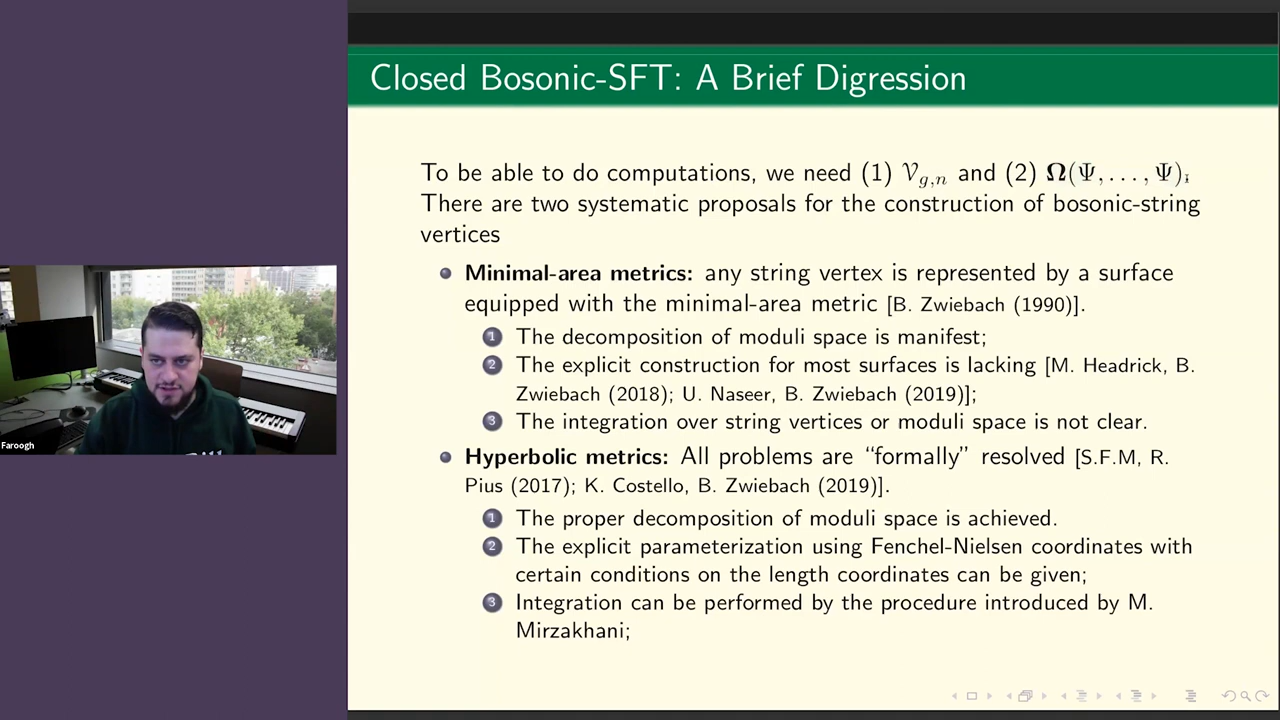 Closed Bosonic-SFT: A Brief Digression
To be able to do computations, we need (1) 𝒱g,n and (2) Ω(Ψ, . . . , Ψ).
There are two systematic proposals for the construction of bosonic-string
vertices
Minimal-area metrics: any string vertex is represented by a surface
equipped with the minimal-area metric [B. Zwiebach (1990)].
1 The decomposition of moduli space is manifest;
2 The explicit construction for most surfaces is lacking [M. Headrick, B.
Zwiebach (2018); U. Naseer, B. Zwiebach (2019)];
3 The integration over string vertices or moduli space is not clear.
Hyperbolic metrics: All problems are “formally” resolved [S.F.M, R.
Pius (2017); K. Costello, B. Zwiebach (2019)].
1 The proper decomposition of moduli space is achieved.
2 The explicit parameterization using Fenchel-Nielsen coordinates with
certain conditions on the length coordinates can be given;
3 Integration can be performed by the procedure introduced by M.
Mirzakhani;
Faroogh